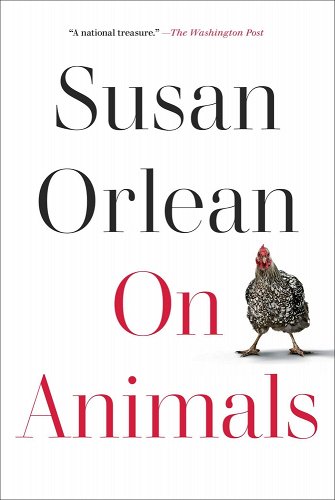 “A national treasure.” —The Washington Post
Susan
Orlean
On
Animals